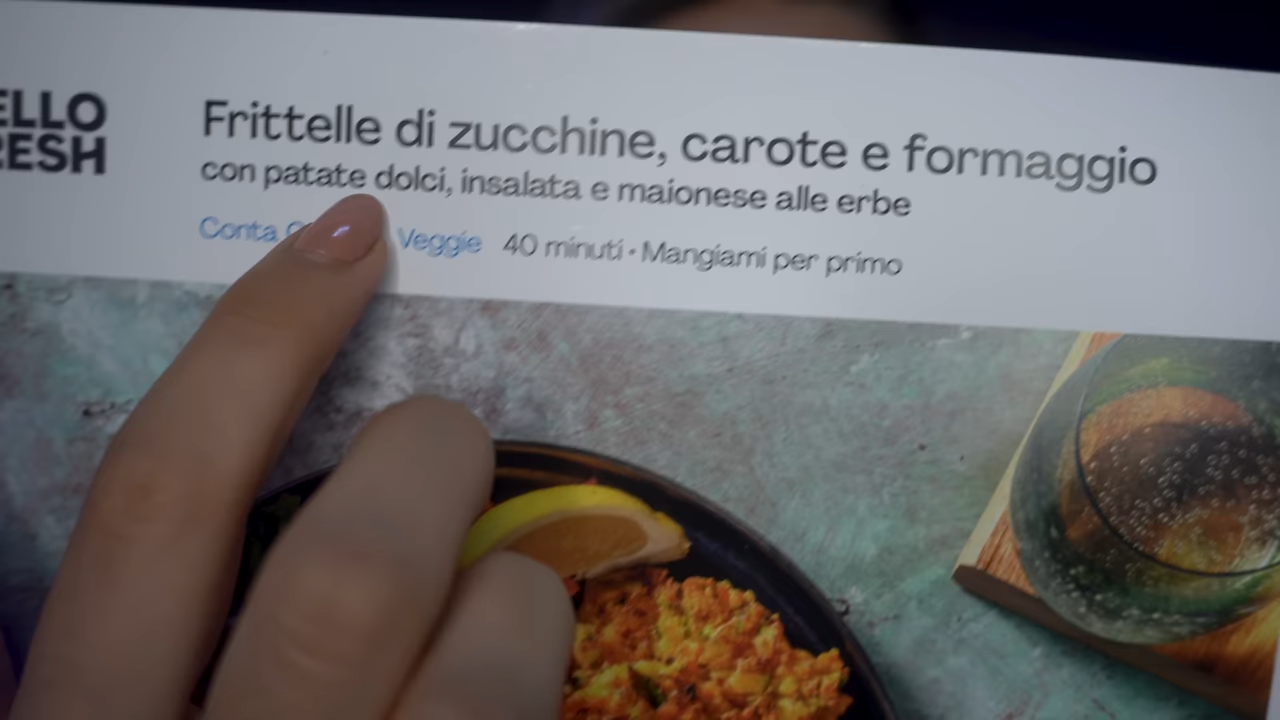 ELLO
RESH
Frittelle di zucchine, carote e formaggio
con patate dolci, insalata e maionese alle erbe
Conta Veggie 40 minuti • Mangiami per primo